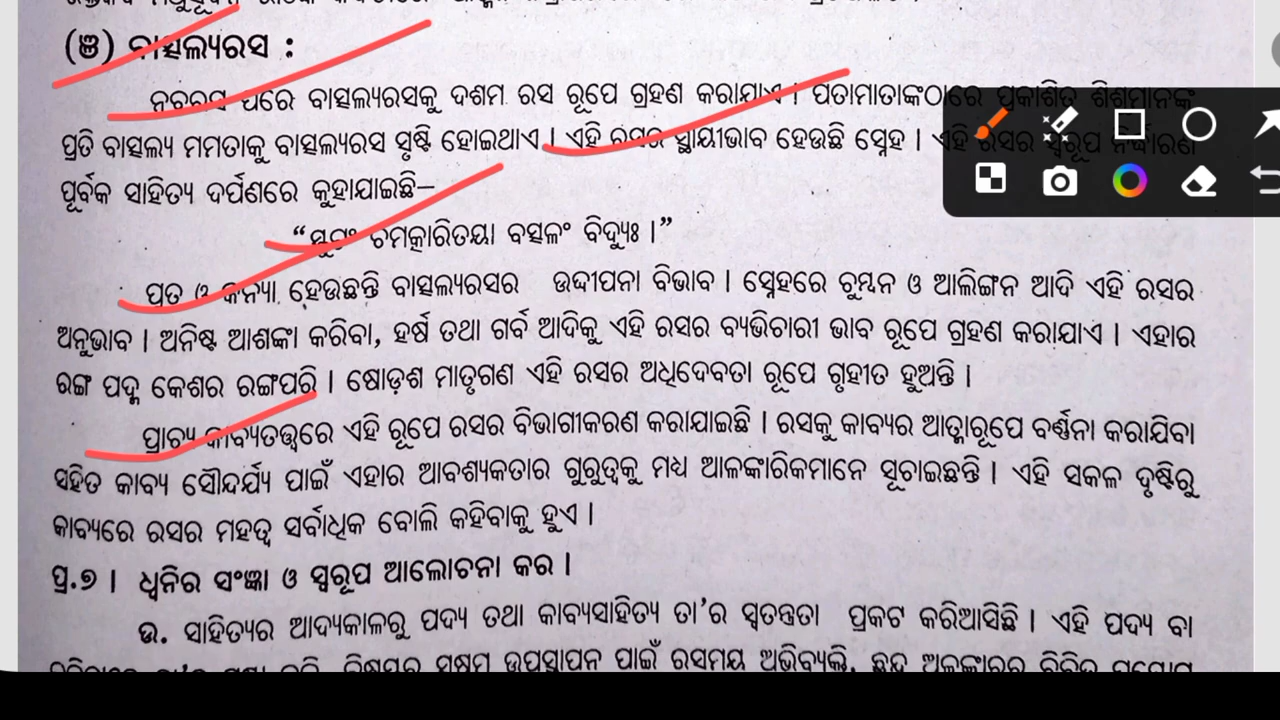 (ଞ) ବାତ୍ସଲ୍ୟରସ :
ନବରସ ପରେ ବାତ୍ସଲ୍ୟରସକୁ ଦଶମ ରସ ରୂପେ ଗ୍ରହଣ କରାଯାଏ । ପିତାମାତାଙ୍କଠାରେ ପ୍ରକାଶିତ ଶିଶୁମାନଙ୍କ
ପ୍ରତି ବାତ୍ସଲ୍ୟ ମମତାକୁ ବାତ୍ସଲ୍ୟରସ ସୃଷ୍ଟି ହୋଇଥାଏ । ଏହି ରସର ସ୍ଥାୟୀଭାବ ହେଉଛି ସ୍ନେହ । ଏହି ରସର ସ୍ୱରୂପ ନିର୍ଦ୍ଧାରଣ
ପୂର୍ବକ ସାହିତ୍ୟ ଦର୍ପଣରେ କୁହାଯାଇଛି–
“ସ୍ଫୁଟଂ ଚମତ୍କାରିତୟା ବତ୍ସଳଂ ବିଦ୍ୟୁଃ ।”
ପୁତ୍ର ଓ କନ୍ୟା ହେଉଛନ୍ତି ବାତ୍ସଲ୍ୟରସର ଉଦ୍ଦୀପନା ବିଭାବ । ସ୍ନେହରେ ଚୁମ୍ବନ ଓ ଆଲିଙ୍ଗନ ଆଦି ଏହି ରସର
ଅନୁଭାବ । ଅନିଷ୍ଟ ଆଶଙ୍କା କରିବା, ହର୍ଷ ତଥା ଗର୍ବ ଆଦିକୁ ଏହି ରସର ବ୍ୟଭିଚାରୀ ଭାବ ରୂପେ ଗ୍ରହଣ କରାଯାଏ । ଏହାର
ରଙ୍ଗ ପଦ୍ମ କେଶର ରଙ୍ଗପରି । ଷୋଡ଼ଶ ମାତୃଗଣ ଏହି ରସର ଅଧିଦେବତା ରୂପେ ଗୃହୀତ ହୁଅନ୍ତି ।
ପ୍ରାଚ୍ୟ କାବ୍ୟତତ୍ତ୍ୱରେ ଏହି ରୂପେ ରସର ବିଭାଗୀକରଣ କରାଯାଇଛି । ରସକୁ କାବ୍ୟର ଆତ୍ମାରୂପେ ବର୍ଣ୍ଣନା କରାଯିବା
ସହିତ କାବ୍ୟ ସୌନ୍ଦର୍ଯ୍ୟ ପାଇଁ ଏହାର ଆବଶ୍ୟକତାର ଗୁରୁତ୍ୱକୁ ମଧ୍ୟ ଆଳଙ୍କାରିକମାନେ ସୂଚାଇଛନ୍ତି । ଏହି ସକଳ ଦୃଷ୍ଟିରୁ
କାବ୍ୟରେ ରସର ମହତ୍ୱ ସର୍ବାଧିକ ବୋଲି କହିବାକୁ ହୁଏ ।
ପ୍ର.୭ । ଧ୍ୱନିର ସଂଜ୍ଞା ଓ ସ୍ୱରୂପ ଆଲୋଚନା କର ।
ଉ. ସାହିତ୍ୟର ଆଦ୍ୟକାଳରୁ ପଦ୍ୟ ତଥା କାବ୍ୟସାହିତ୍ୟ ତା’ର ସ୍ୱତନ୍ତ୍ରତା ପ୍ରକଟ କରିଆସିଛି । ଏହି ପଦ୍ୟ ବା
ଉପସ୍ଥାପନ ପାଇଁ ରସମୟ ଅଭିବ୍ୟକ୍ତି,